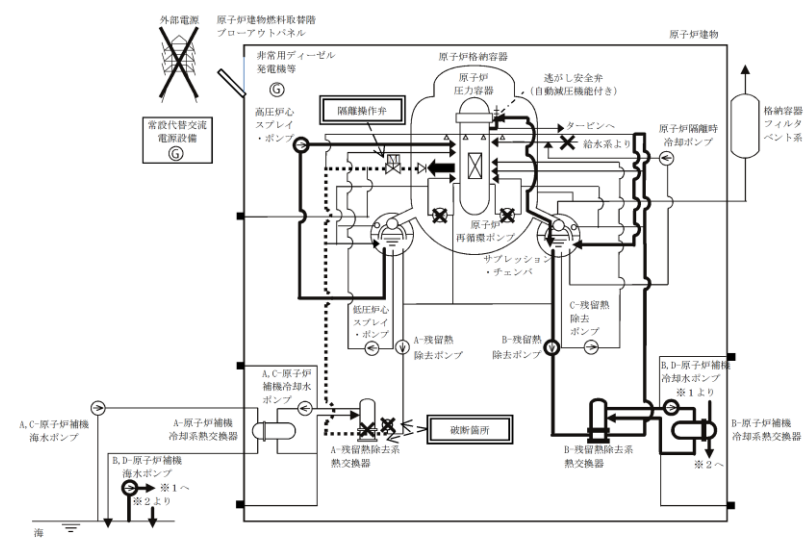 外部電源
原子炉建物燃料取替階
ブローアウトパネル
原子炉建物
非常用ディーゼル
発電機等
G
原子炉格納容器
原子炉
圧力容器
逃がし安全弁
(自動減圧機能付き)
隔離操作弁
高圧炉心
スプレイ
・ポンプ
常設代替交流
電源設備
G
タービンへ
給水系より
原子炉隔離時
冷却ポンプ
格納容器
フィルタ
ベント系
原子炉
再循環ポンプ
サプレッション
・チェンバ
低圧炉心
スプレイ
・ポンプ
A-残留熱
除去ポンプ
B-残留熱
除去ポンプ
C-残留熱
除去
ポンプ
A,C-原子炉
補機冷却水
ポンプ
B,D-原子炉補機
冷却水ポンプ
※1より
A,C-原子炉補機
海水ポンプ
A-原子炉補機
冷却系熱交換器
破断箇所
B-原子炉補機
冷却系熱交換器
A-残留熱除去系
熱交換器
B-残留熱除去系
熱交換器
※2へ
B,D-原子炉補機
海水ポンプ
※1へ
※2より
海